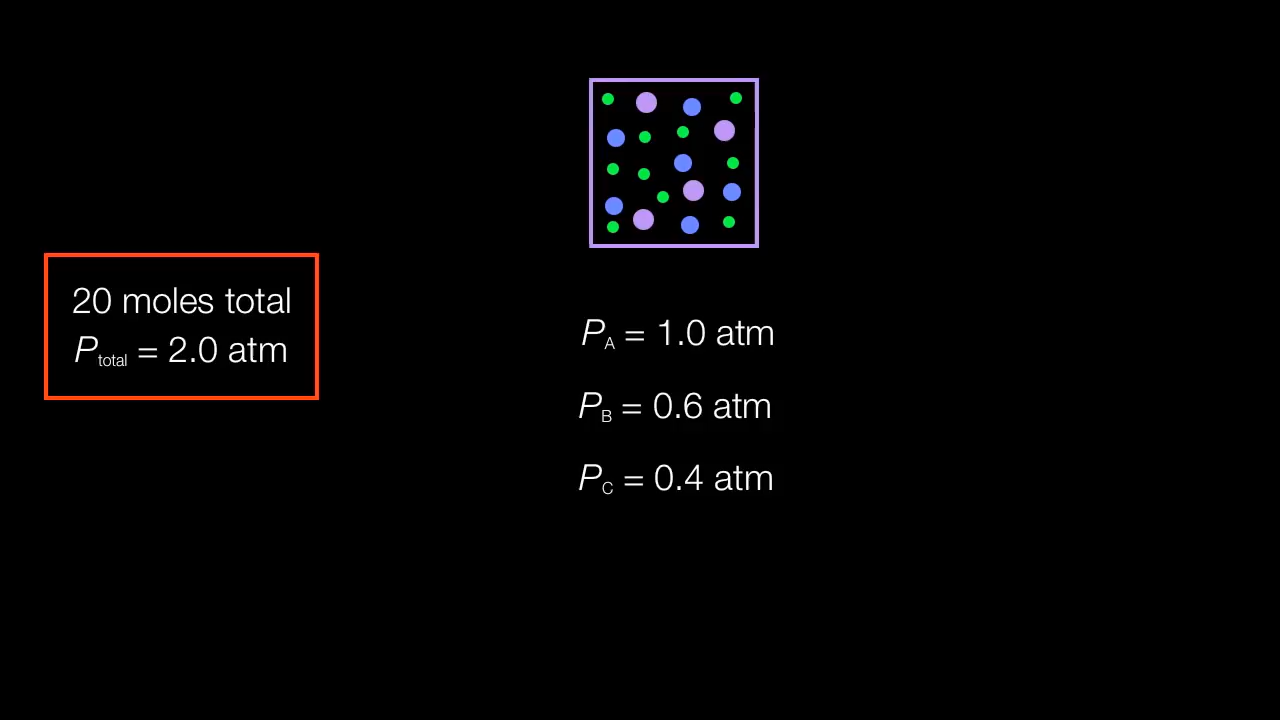 20 moles total
Ptotal = 2.0 atm
PA = 1.0 atm
PB = 0.6 atm
PC = 0.4 atm